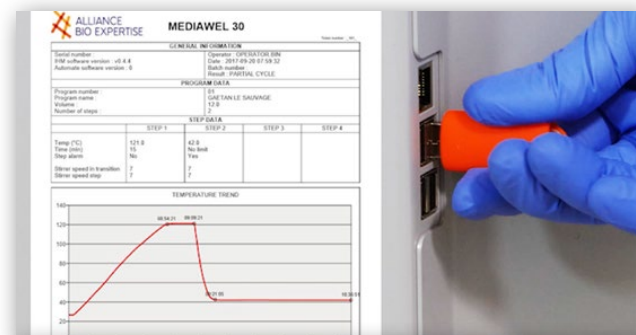 ALLIANCE
BIO EXPERTISE
MEDIAWEL 30
GENERAL INFORMATION
Serial number :
IHM software version : v0.4.4
Automate software version : 6
Operator : OPERATOR.BIN
Date : 2017-09-20 07:59:32
Batch number
Result : PARTIAL CYCLE
PROGRAM DATA
Program number :
Program name :
Volume :
Number of steps :
01
GAETAN LE SAUVAGE
12.0
2
STEP DATA
STEP 1 STEP 2 STEP 3 STEP 4
Temp (°C) 121.0 42.0
Time (min) 15 No limit
Step alarm No Yes
Stirrer speed in transition 7 7
Stirrer speed step 7 7
TEMPERATURE TREND
140
120
100
80
60
40
20